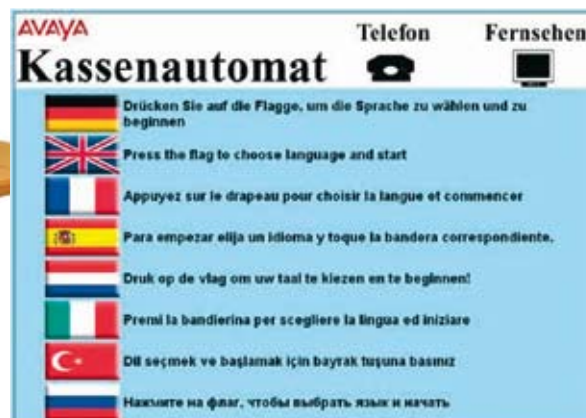 AVAYA
Telefon Fernsehen
Kassenautomat
Drücken Sie auf die Flagge, um die Sprache zu wählen und zu
beginnen
Press the flag to choose language and start
Appuyez sur le drapeau pour choisir la langue et commencer
Para empezar elija un idioma y toque la bandera correspondiente.
Druk op de vlag om uw taal te kiezen en te beginnen!
Premi la bandierina per scegliere la lingua ed iniziare
Dil seçmek ve başlamak için bayrak tuşuna basınız
Нажмите на флаг, чтобы выбрать язык и начать